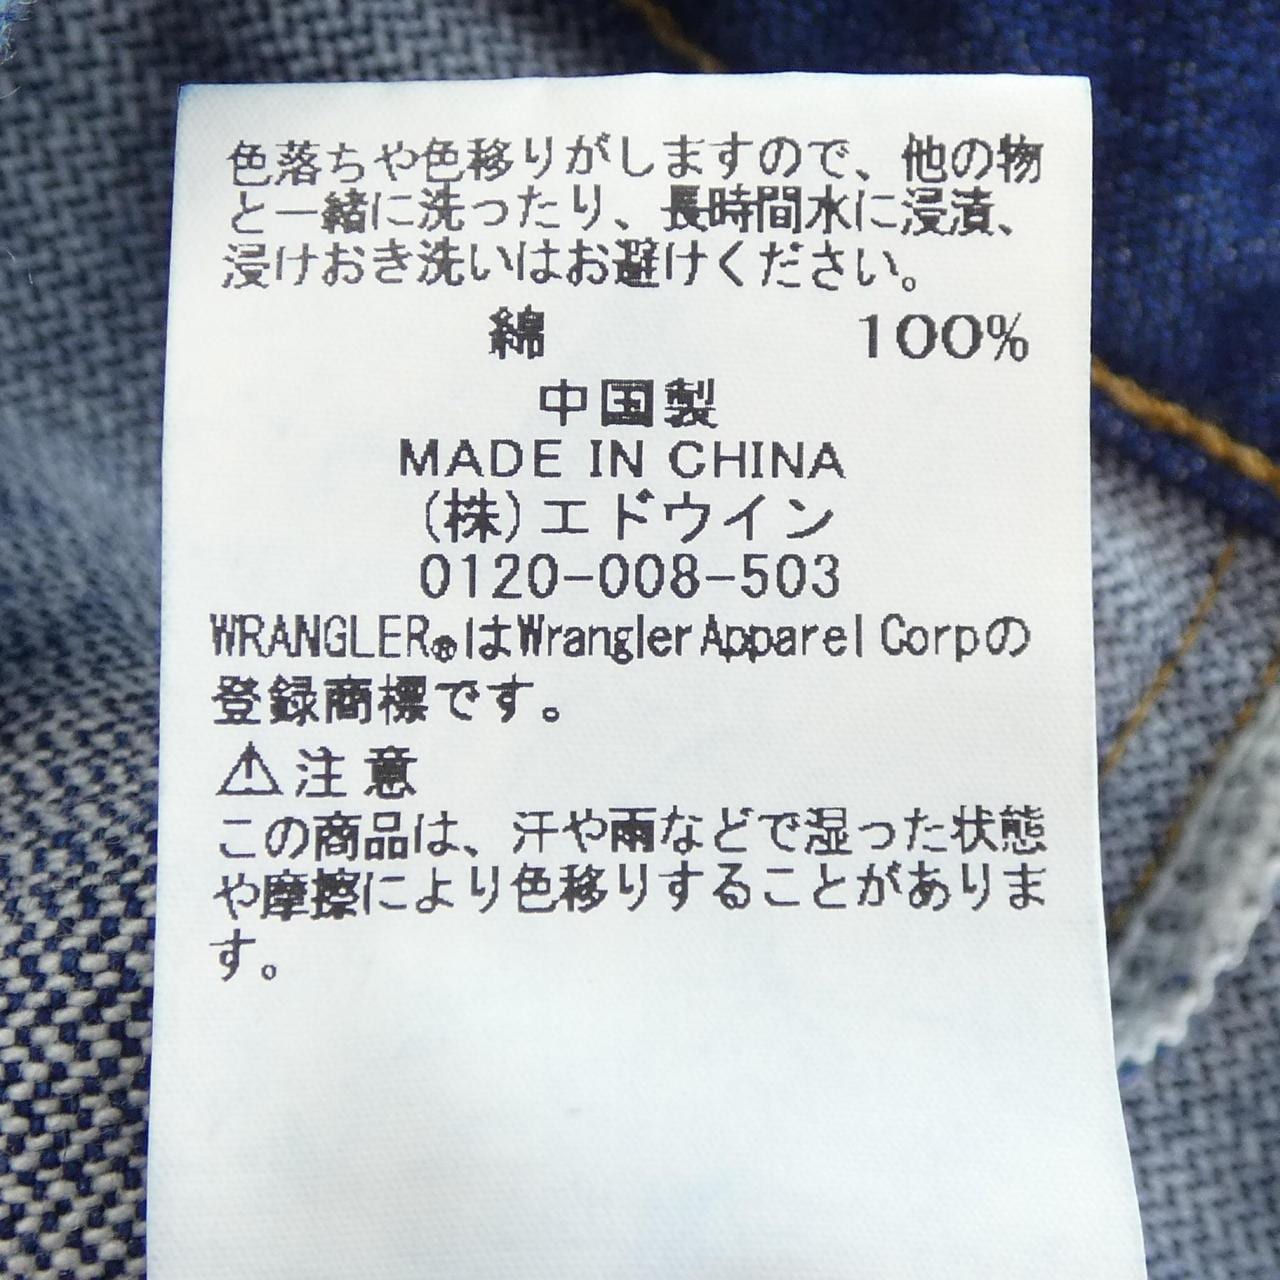 色落ちや色移りがしますので、他の物
と一緒に洗ったり、長時間水に浸漬、
浸けおき洗いはお避けください。
綿 100%
中国製
MADE IN CHINA
(株)エドウイン
0120-008-503
WRANGLER®はWrangler Apparel Corpの
登録商標です。
⚠注意
この商品は、汗や雨などで湿った状態
や摩擦により色移りすることがありま
す。